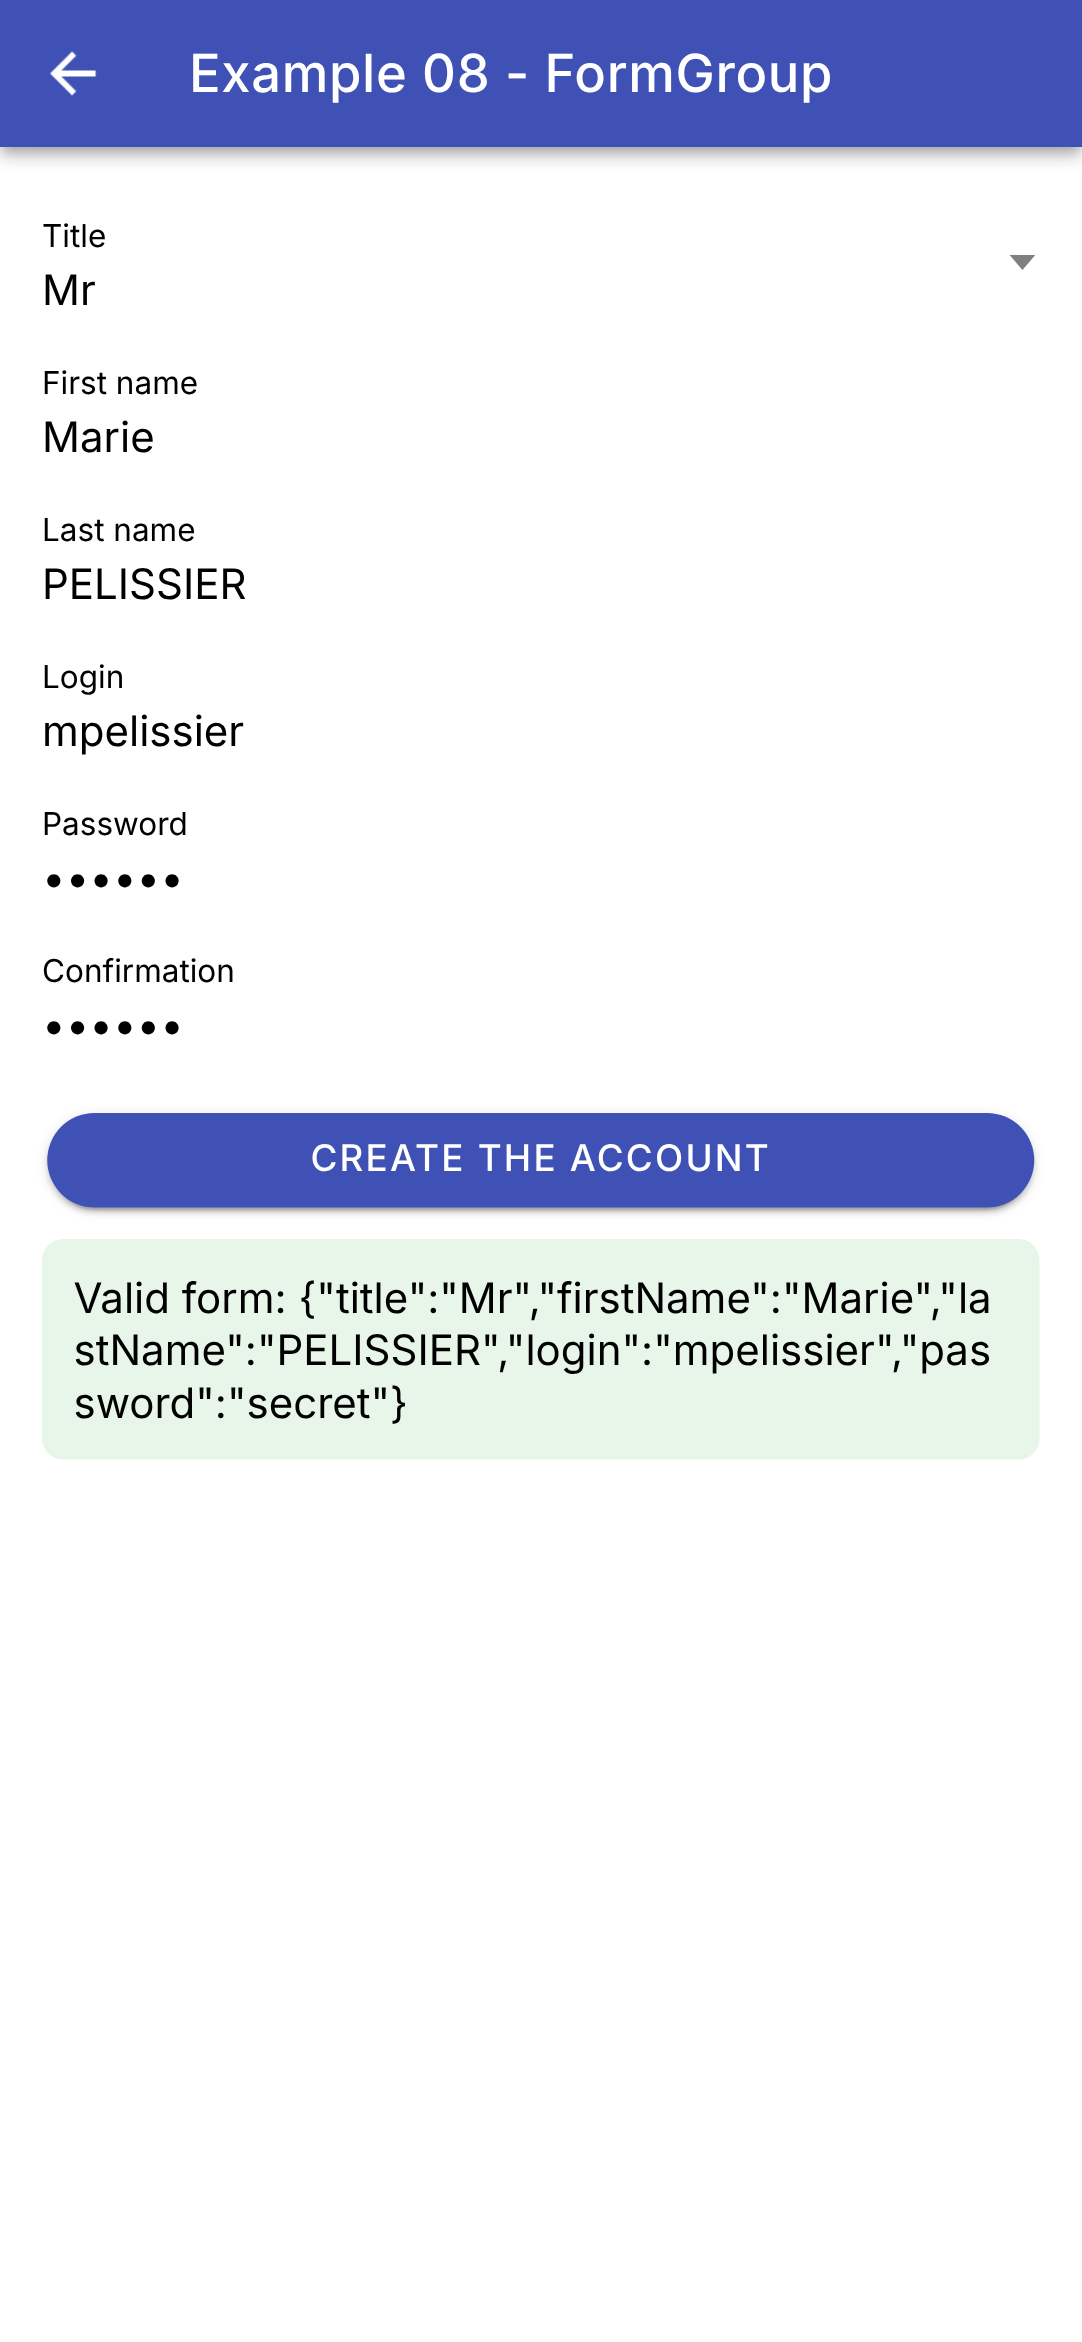 Example 08 - FormGroup
Title
Mr
First name
Marie
Last name
PELISSIER
Login
mpelissier
Password
••••••
Confirmation
••••••
CREATE THE ACCOUNT
Valid form: {"title":"Mr","firstName":"Marie","la
stName":"PELISSIER","login":"mpelissier","pas
sword":"secret"}